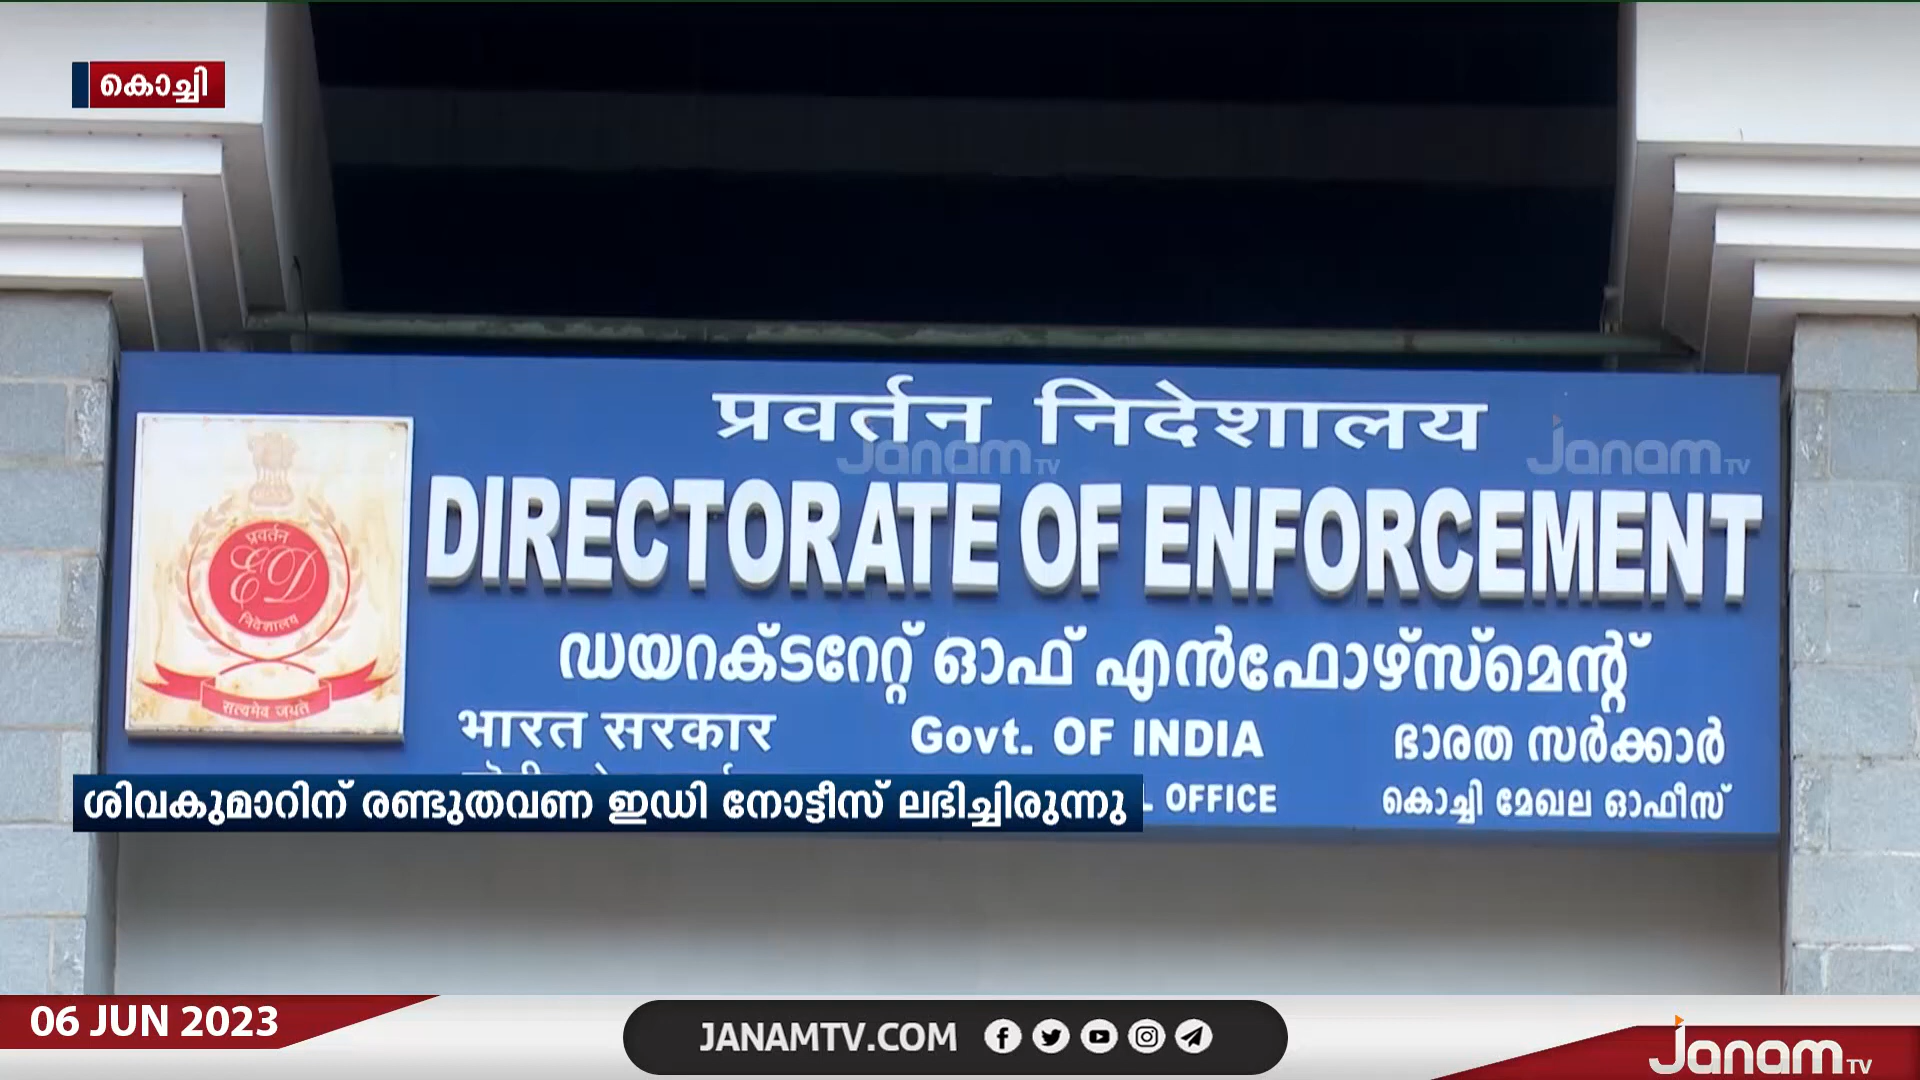 കൊച്ചി
प्रवर्तन निदेशालय
Janam TV
Janam TV
प्रवर्तन
ED
निदेशालय
सत्यमेव जयते
DIRECTORATE OF ENFORCEMENT
ഡയറക്ടറേറ്റ് ഓഫ് എൻഫോഴ്സ്മെന്റ്
भारत सरकार Govt. OF INDIA ഭാരത സർക്കാർ
OFFICE കൊച്ചി മേഖല ഓഫീസ്
ശിവകുമാറിന് രണ്ടുതവണ ഇഡി നോട്ടീസ് ലഭിച്ചിരുന്നു
06 JUN 2023
JANAMTV.COM
Janam TV